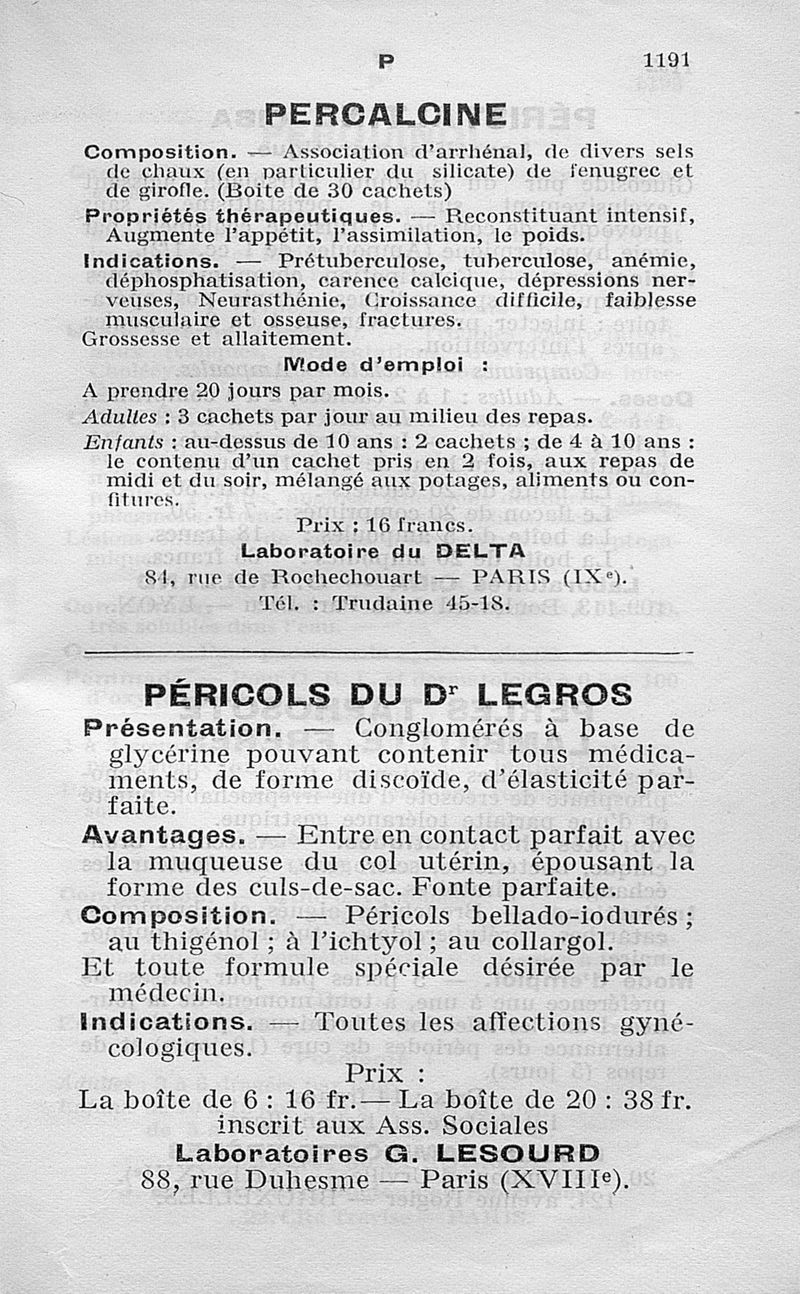 P 1191
PERCALCINE
Composition. — Association d'arrhénal, de divers sels
de chaux (en particulier du silicate) de fenugrec et
de girofle. (Boite de 30 cachets)
Propriétés thérapeutiques. — Reconstituant intensif,
Augmente l'appétit, l'assimilation, le poids.
Indications. — Prétuberculose, tuberculose, anémie,
déphosphatisation, carence calcique, dépressions ner-
veuses, Neurasthénie, Croissance difficile, faiblesse
musculaire et osseuse, fractures.
Grossesse et allaitement.
Mode d'emploi :
A prendre 20 jours par mois.
Adultes : 3 cachets par jour au milieu des repas.
Enfants : au-dessus de 10 ans : 2 cachets ; de 4 à 10 ans :
le contenu d'un cachet pris en 2 fois, aux repas de
midi et du soir, mélangé aux potages, aliments ou con-
fitures.
Prix : 16 francs.
Laboratoire du DELTA
84, rue de Rochechouart — PARIS (IXe).
Tél. : Trudaine 45-18.
PÉRICOLS DU Dr LEGROS
Présentation. — Conglomérés à base de
glycérine pouvant contenir tous médica-
ments, de forme discoïde, d'élasticité par-
faite.
Avantages. — Entre en contact parfait avec
la muqueuse du col utérin, épousant la
forme des culs-de-sac. Fonte parfaite.
Composition. — Péricols bellado-iodurés ;
au thigénol ; à l'ichtyol ; au collargol.
Et toute formule spéciale désirée par le
médecin.
Indications. — Toutes les affections gyné-
cologiques.
Prix :
La boîte de 6 : 16 fr. — La boîte de 20 : 38 fr.
inscrit aux Ass. Sociales
Laboratoires G. LESOURD
88, rue Duhesme — Paris (XVIIIe).